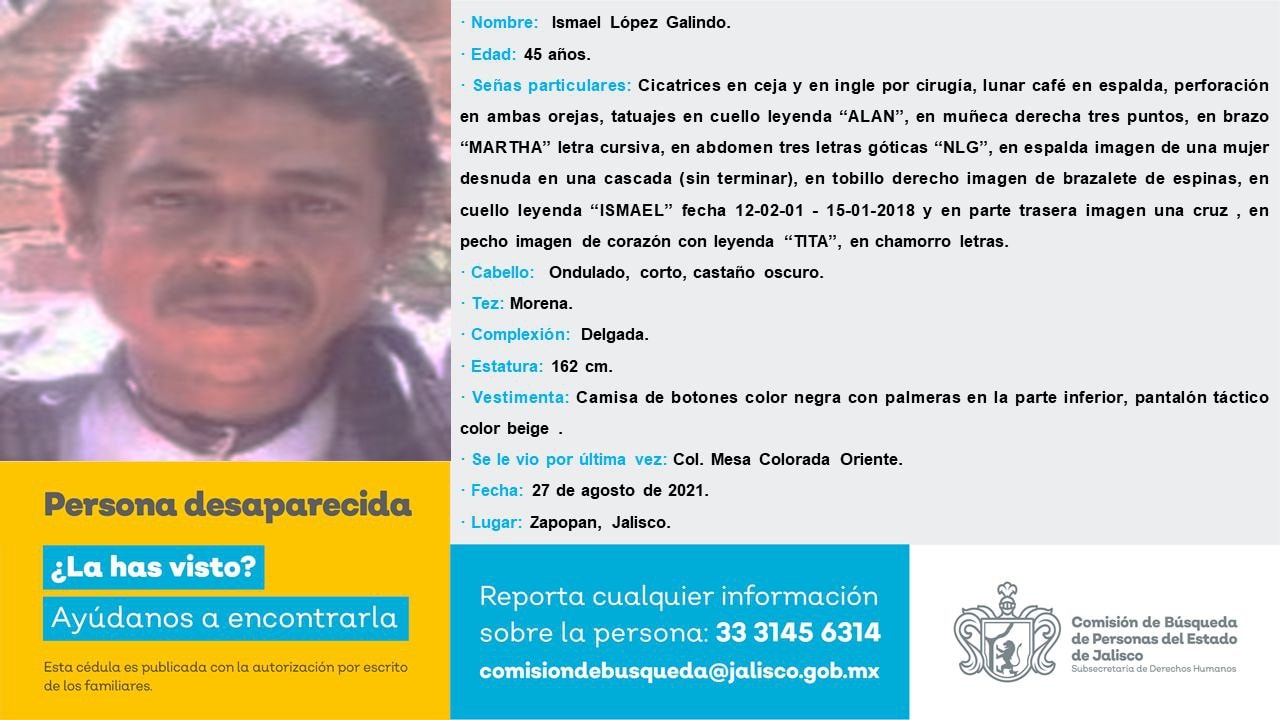 · Nombre: Ismael López Galindo.
· Edad: 45 años.
· Señas particulares: Cicatrices en ceja y en ingle por cirugía, lunar café en espalda, perforación
en ambas orejas, tatuajes en cuello leyenda “ALAN”, en muñeca derecha tres puntos, en brazo
“MARTHA” letra cursiva, en abdomen tres letras góticas “NLG”, en espalda imagen de una mujer
desnuda en una cascada (sin terminar), en tobillo derecho imagen de brazalete de espinas, en
cuello leyenda “ISMAEL” fecha 12-02-01 - 15-01-2018 y en parte trasera imagen una cruz , en
pecho imagen de corazón con leyenda “TITA”, en chamorro letras.
· Cabello: Ondulado, corto, castaño oscuro.
· Tez: Morena.
· Complexión: Delgada.
· Estatura: 162 cm.
· Vestimenta: Camisa de botones color negra con palmeras en la parte inferior, pantalón táctico
color beige .
· Se le vio por última vez: Col. Mesa Colorada Oriente.
· Fecha: 27 de agosto de 2021.
· Lugar: Zapopan, Jalisco.
Persona desaparecida
¿La has visto?
Ayúdanos a encontrarla
Esta cédula es publicada con la autorización por escrito
de los familiares.
Reporta cualquier información
sobre la persona: 33 3145 6314
comisiondebusqueda@jalisco.gob.mx
Comisión de Búsqueda
de Personas del Estado
de Jalisco
Subsecretaría de Derechos Humanos